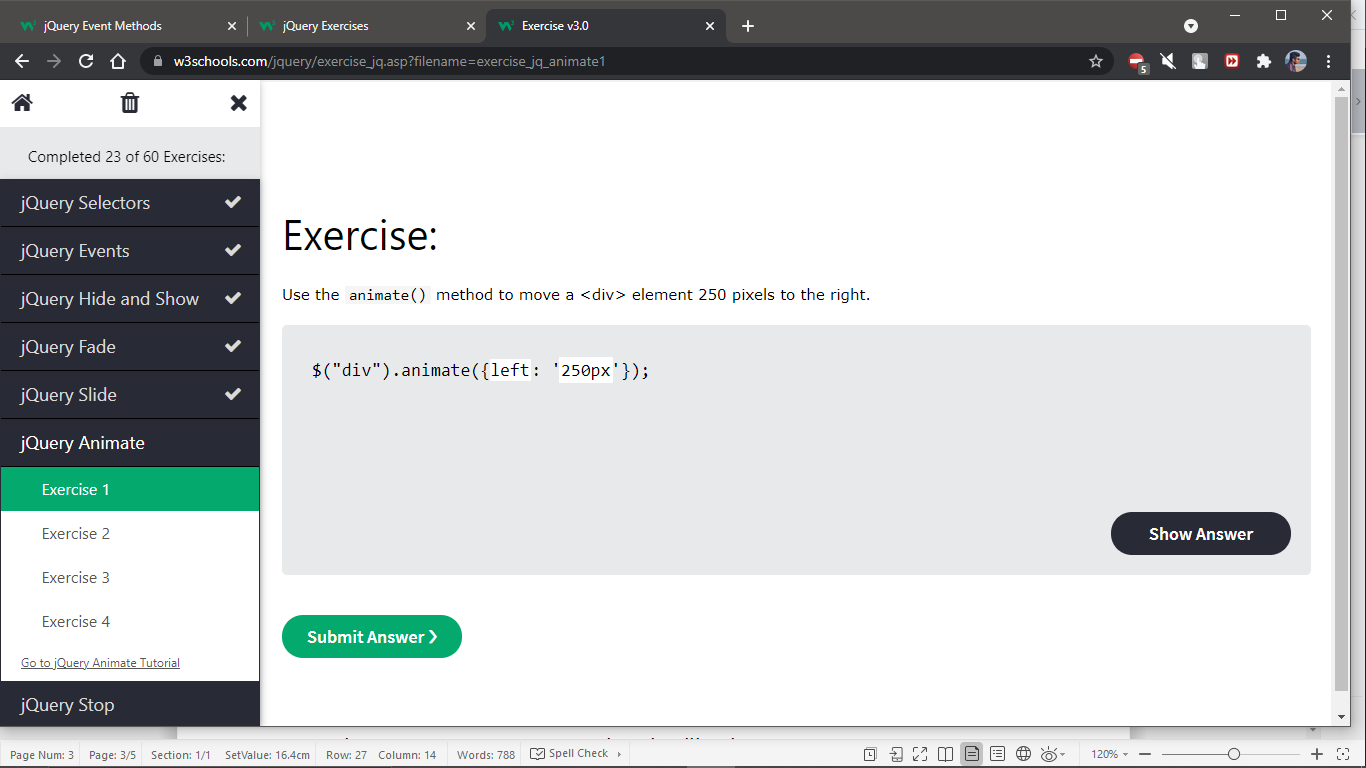 jQuery Event Methods
jQuery Exercises
Exercise v3.0
w3schools.com/jquery/exercise_jq.asp?filename=exercise_jq_animate1
5
Completed 23 of 60 Exercises:
jQuery Selectors
jQuery Events
jQuery Hide and Show
jQuery Fade
jQuery Slide
jQuery Animate
Exercise 1
Exercise 2
Exercise 3
Exercise 4
Go to jQuery Animate Tutorial
jQuery Stop
Exercise:
Use the animate() method to move a <div> element 250 pixels to the right.
$("div").animate({left: '250px'});
Show Answer
Submit Answer ❯
Page Num: 3 Page: 3/5 Section: 1/1 SetValue: 16.4cm Row: 27 Column: 14 Words: 788 Spell Check 120%